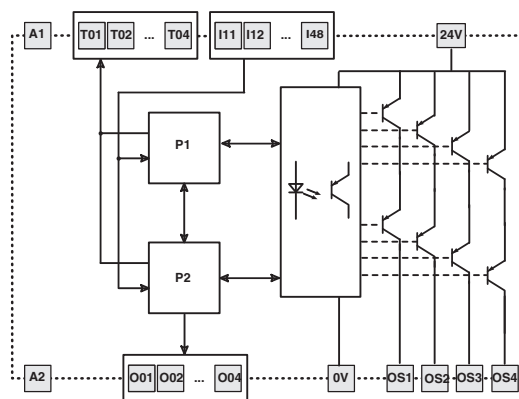 A1 T01 T02 ... T04 I11 I12 ... I48 24V
P1
P2
A2 O01 O02 ... O04 0V OS1 OS2 OS3 OS4